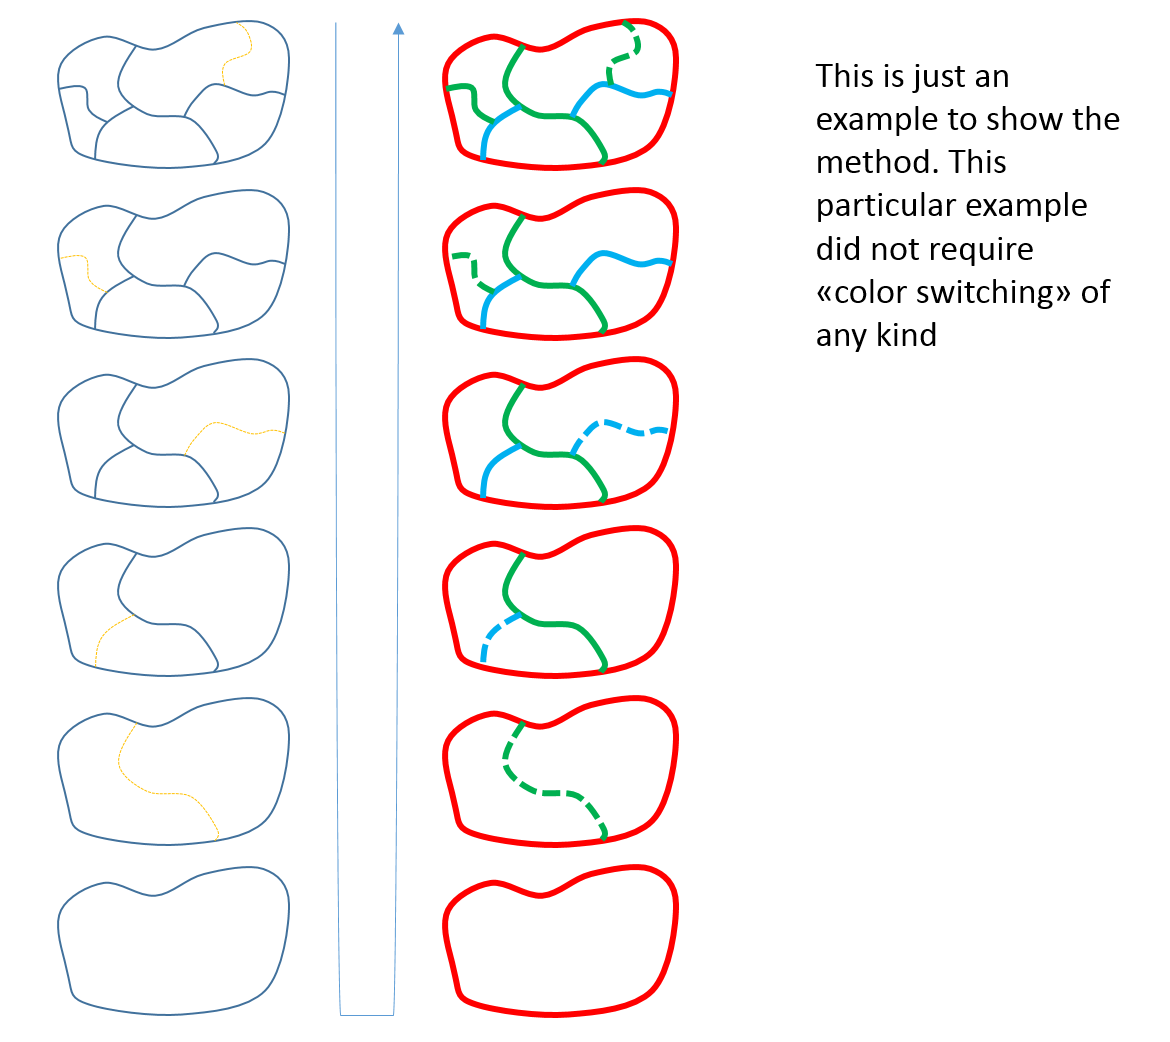 This is just an
example to show the
method. This
particular example
did not require
«color switching» of
any kind